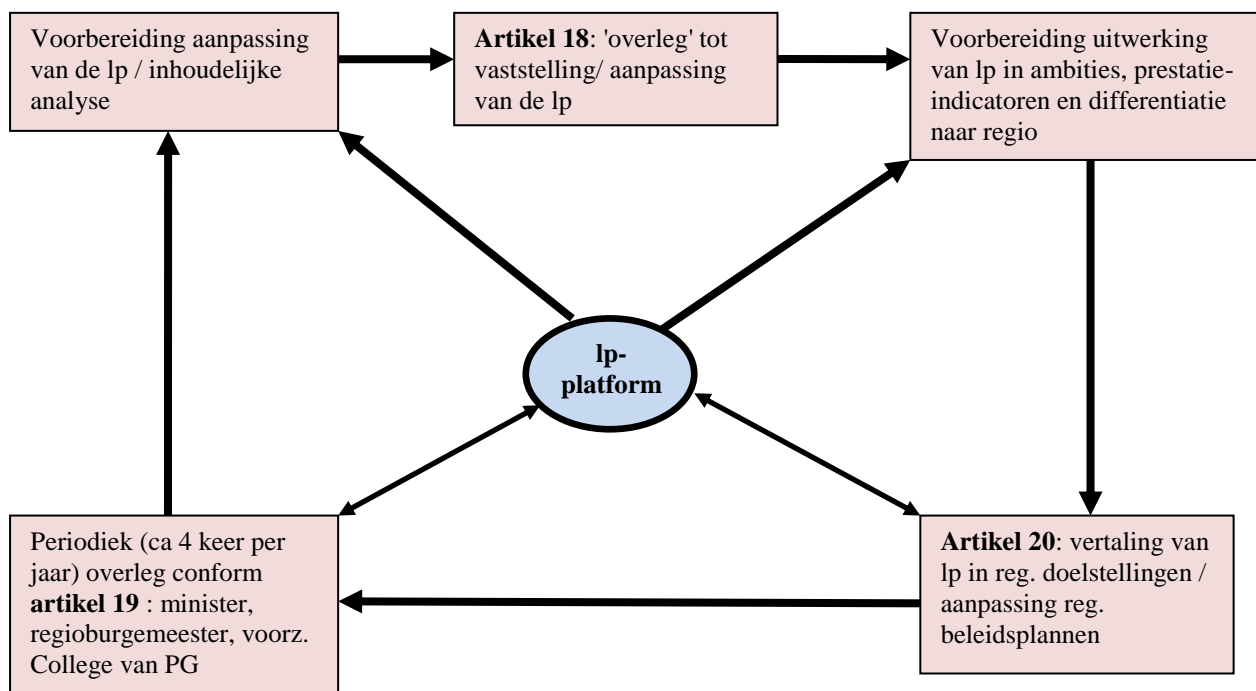 Voorbereiding aanpassing
van de lp / inhoudelijke
analyse
Artikel 18: 'overleg' tot
vaststelling/ aanpassing
van de lp
Voorbereiding uitwerking
van lp in ambities, prestatie-
indicatoren en differentiatie
naar regio
lp-
platform
Periodiek (ca 4 keer per
jaar) overleg conform
artikel 19 : minister,
regioburgemeester, voorz.
College van PG
Artikel 20: vertaling van
lp in reg. doelstellingen /
aanpassing reg.
beleidsplannen